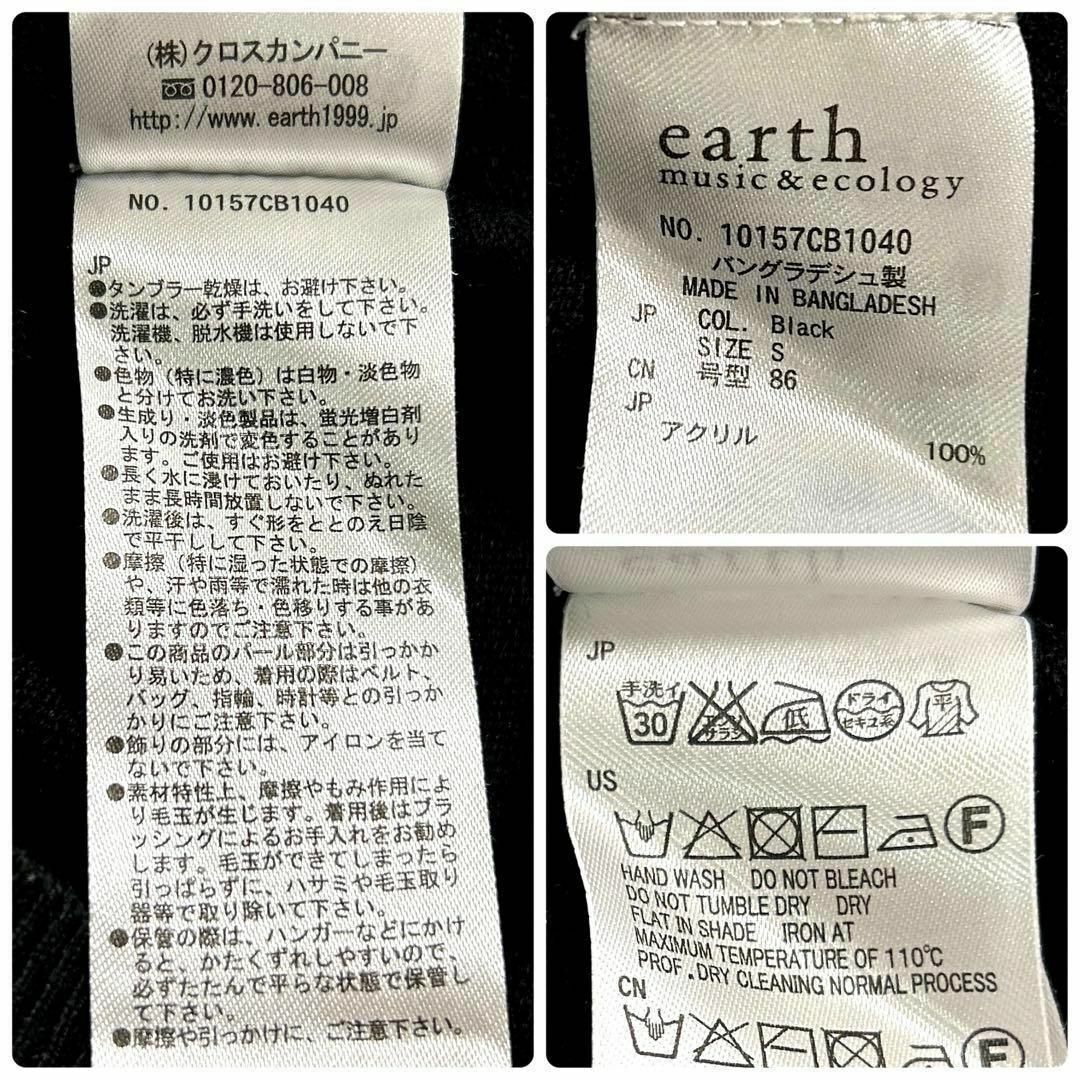 (株)クロスカンパニー
0120-806-008
http://www.earth1999.jp
NO. 10157CB1040
JP
●タンブラー乾燥は、お避け下さい。
●洗濯は、必ず手洗いをして下さい。
洗濯機、脱水機は使用しないで下
さい。
●色物(特に濃色)は白物・淡色物
と分けてお洗い下さい。
●生成り・淡色製品は、蛍光増白剤
入りの洗剤で変色することがあり
ます。ご使用はお避け下さい。
●長く水に浸けておいたり、ぬれた
まま長時間放置しないで下さい。
●洗濯後は、すぐ形をととのえ日陰
で平干しして下さい。
●摩擦(特に湿った状態での摩擦)
や、汗や雨等で濡れた時は他の衣
類等に色落ち・色移りする事があ
りますのでご注意下さい。
●この商品のパール部分は引っかか
り易いため、着用の際はベルト、
バッグ、指輪、時計等との引っか
かりにご注意下さい。
●飾りの部分には、アイロンを当て
ないで下さい。
●素材特性上、摩擦やもみ作用によ
り毛玉が生じます。着用後はブラ
ッシングによるお手入れをお勧め
します。毛玉ができてしまったら
引っぱらずに、ハサミや毛玉取り
器等で取り除いて下さい。
●保管の際は、ハンガーなどにかけ
ると、かたくずれしやすいので、
必ずたたんで平らな状態で保管し
て下さい。
●摩擦や引っかけに、ご注意下さい。
earth
music&ecology
NO. 10157CB1040
バングラデシュ製
MADE IN BANGLADESH
JP COL. Black
SIZE S
CN 号型 86
JP
アクリル 100%
JP
手洗イ 30 エンソサラシ 低 ドライ セキユ系 平
US
F
HAND WASH DO NOT BLEACH
DO NOT TUMBLE DRY DRY
FLAT IN SHADE IRON AT
MAXIMUM TEMPERATURE OF 110℃
PROF.DRY CLEANING NORMAL PROCESS
CN
F